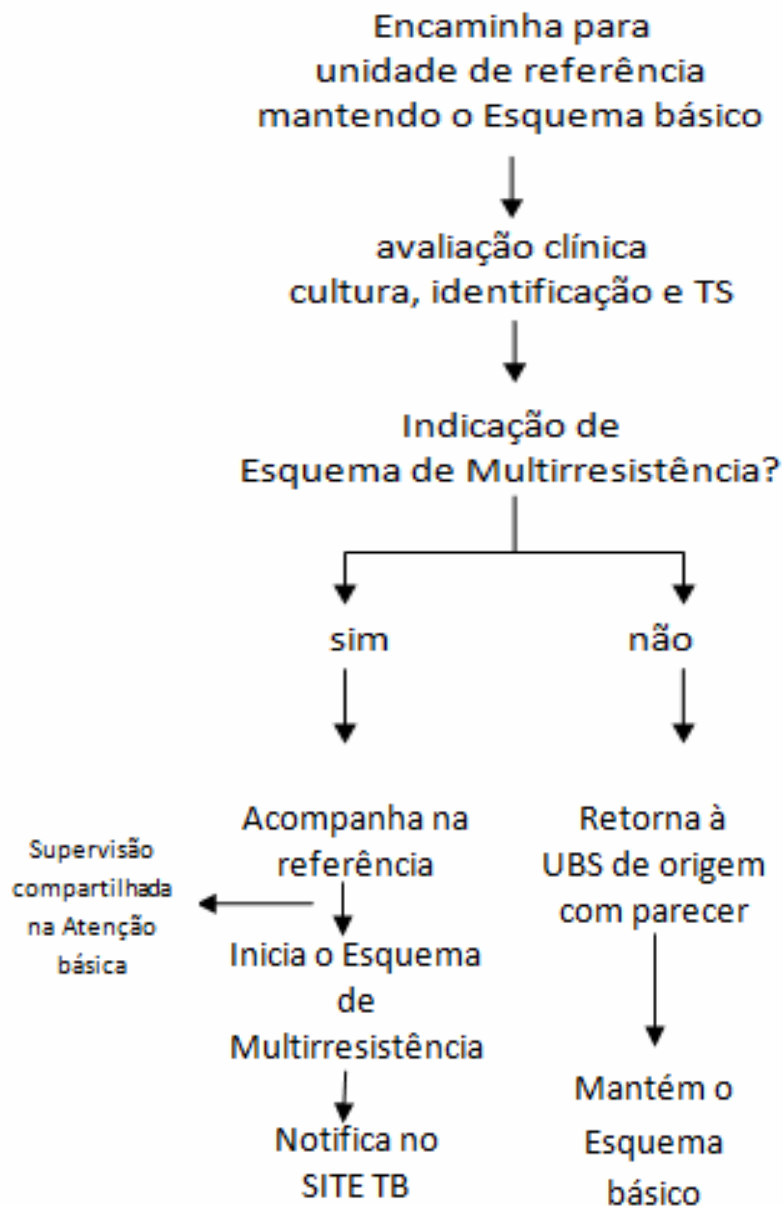 Encaminha para
unidade de referência
mantendo o Esquema básico
avaliação clínica
cultura, identificação e TS
Indicação de
Esquema de Multirresistência?
sim
não
Supervisão
compartilhada
na Atenção
básica
Acompanha na
referência
Inicia o Esquema
de
Multirresistência
Notifica no
SITE TB
Retorna à
UBS de origem
com parecer
Mantém o
Esquema
básico